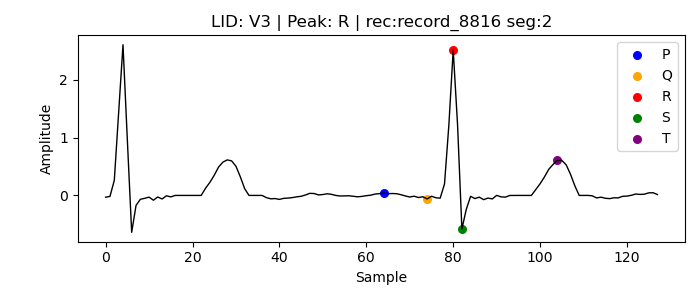 LID: V3 | Peak: R | rec:record_8816 seg:2
P
Q
R
S
T
Amplitude
2
1
0
0
20
40
60
80
100
120
Sample